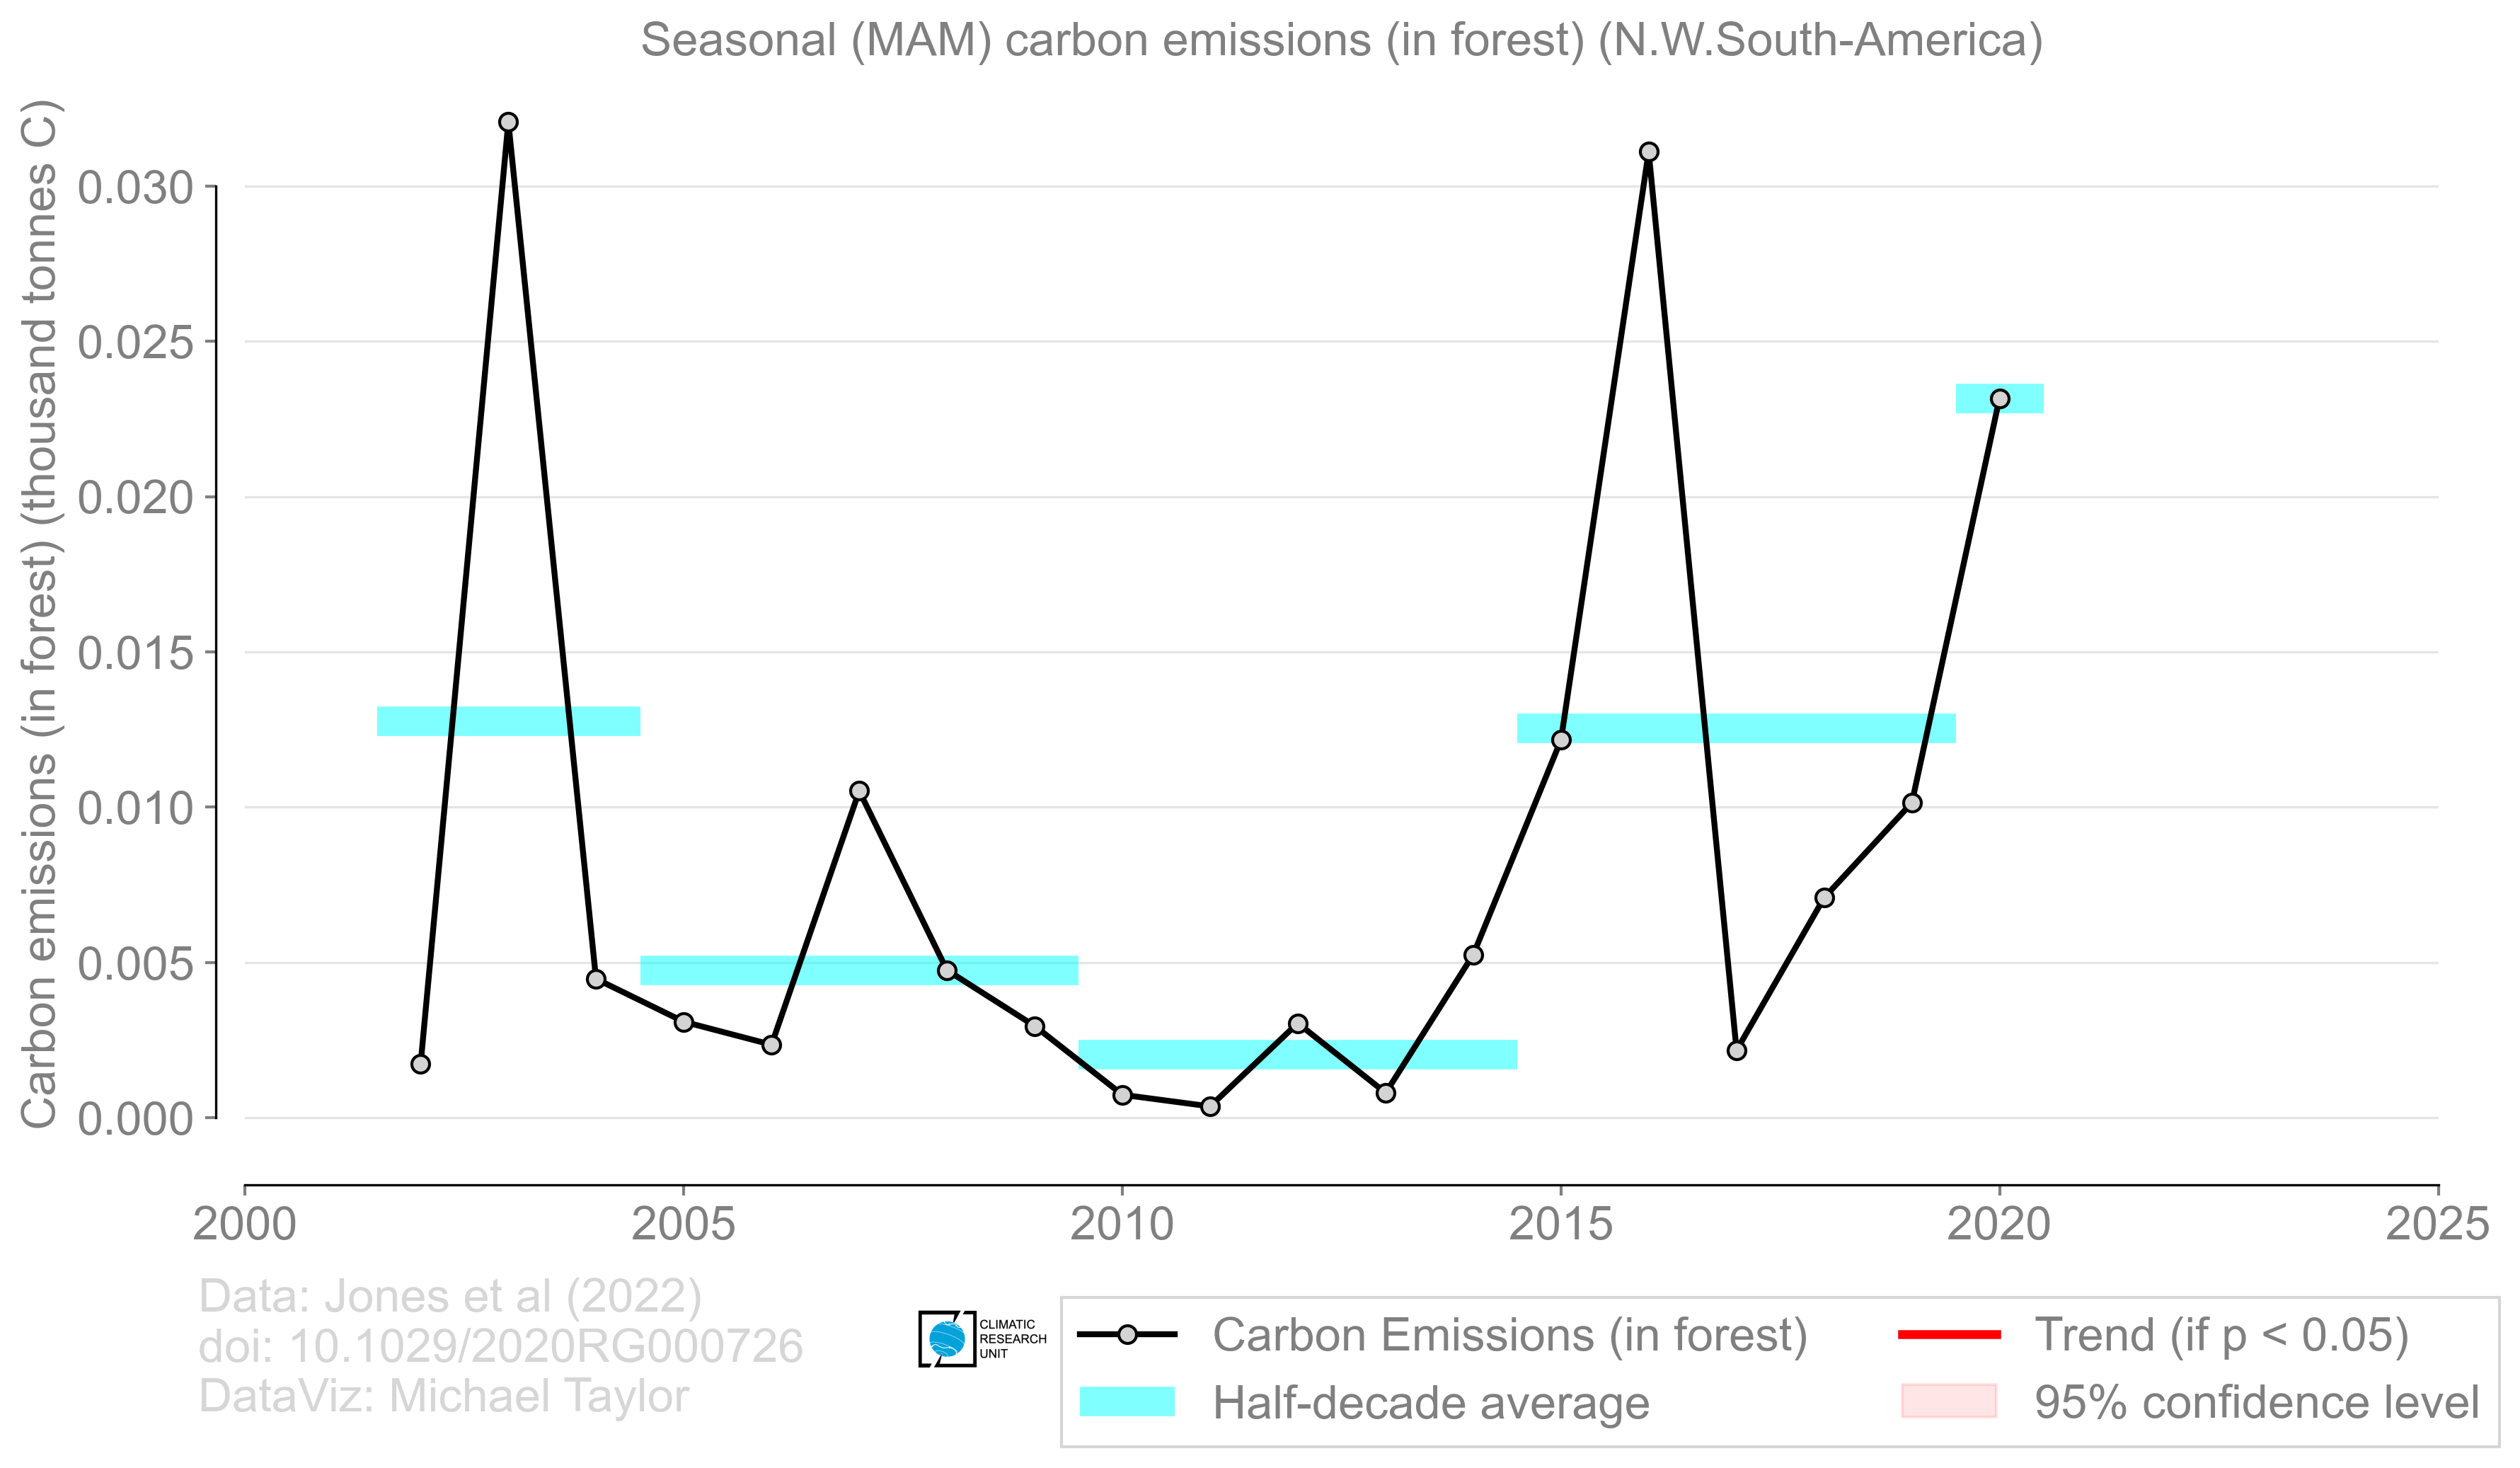 Seasonal (MAM) carbon emissions (in forest) (N.W.South-America)
Carbon emissions (in forest) (thousand tonnes C)
0.030
0.025
0.020
0.015
0.010
0.005
0.000
2000
2005
2010
2015
2020
2025
Data: Jones et al (2022)
doi: 10.1029/2020RG000726
DataViz: Michael Taylor
CLIMATIC
RESEARCH
UNIT
Carbon Emissions (in forest)
Half-decade average
Trend (if p < 0.05)
95% confidence level